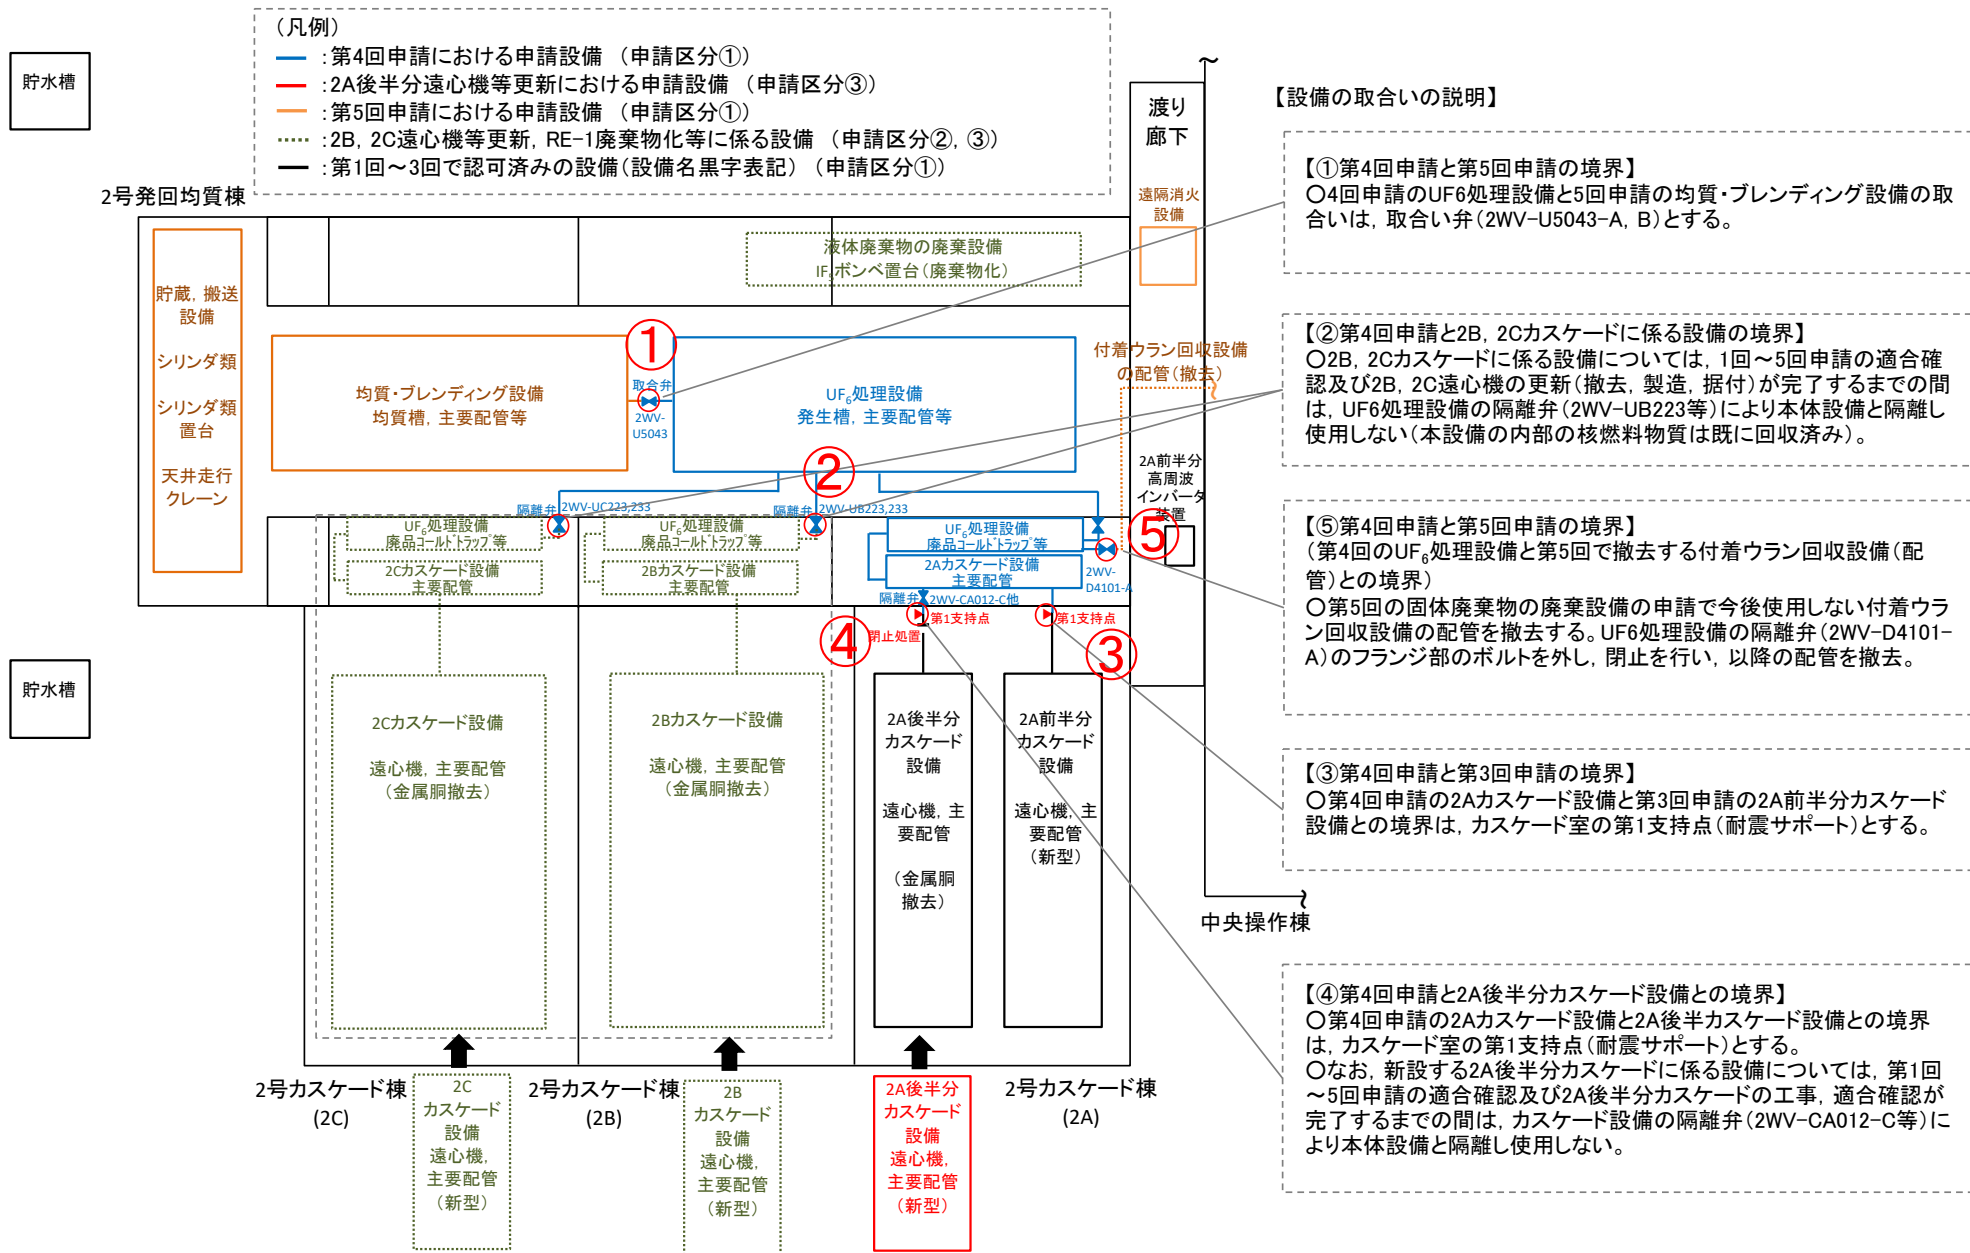 (凡例)
:第4回申請における申請設備 (申請区分①)
:2A後半分遠心機等更新における申請設備 (申請区分③)
:第5回申請における申請設備 (申請区分①)
:2B, 2C遠心機等更新, RE-1廃棄物化等に係る設備 (申請区分②, ③)
:第1回~3回で認可済みの設備(設備名黒字表記) (申請区分①)
貯水槽
貯水槽
2号発回均質棟
渡り
廊下
遠隔消火
設備
液体廃棄物の廃棄設備
IF₇ボンベ置台(廃棄物化)
貯蔵, 搬送
設備
シリンダ類
シリンダ類
置台
天井走行
クレーン
均質・ブレンディング設備
均質槽, 主要配管等
①
取合弁
2WV-
U5043
UF₆処理設備
発生槽, 主要配管等
付着ウラン回収設備
の配管(撤去)
②
2A前半分
高周波
インバータ
装置
⑤
隔離弁
2WV-UC223,233
隔離弁
2WV-UB223,233
UF₆処理設備
廃品コールドトラップ等
2Cカスケード設備
主要配管
UF₆処理設備
廃品コールドトラップ等
2Bカスケード設備
主要配管
UF₆処理設備
廃品コールドトラップ等
2Aカスケード設備
主要配管
2WV-
D4101-A
隔離弁
2WV-CA012-C他
第1支持点
第1支持点
閉止処置
④
③
2Cカスケード設備
遠心機, 主要配管
(金属胴撤去)
2Bカスケード設備
遠心機, 主要配管
(金属胴撤去)
2A後半分
カスケード
設備
遠心機, 主
要配管
(金属胴
撤去)
2A前半分
カスケード
設備
遠心機, 主
要配管
(新型)
中央操作棟
2号カスケード棟
(2C)
2号カスケード棟
(2B)
2号カスケード棟
(2A)
2C
カスケード
設備
遠心機,
主要配管
(新型)
2B
カスケード
設備
遠心機,
主要配管
(新型)
2A後半分
カスケード
設備
遠心機,
主要配管
(新型)
【設備の取合いの説明】
【①第4回申請と第5回申請の境界】
○4回申請のUF6処理設備と5回申請の均質・ブレンディング設備の取
合いは, 取合い弁(2WV-U5043-A, B)とする。
【②第4回申請と2B, 2Cカスケードに係る設備の境界】
○2B, 2Cカスケードに係る設備については, 1回~5回申請の適合確
認及び2B, 2C遠心機の更新(撤去, 製造, 据付)が完了するまでの間
は, UF6処理設備の隔離弁(2WV-UB223等)により本体設備と隔離し
使用しない(本設備の内部の核燃料物質は既に回収済み)。
【⑤第4回申請と第5回申請の境界】
(第4回のUF₆処理設備と第5回で撤去する付着ウラン回収設備(配
管)との境界)
○第5回の固体廃棄物の廃棄設備の申請で今後使用しない付着ウラ
ン回収設備の配管を撤去する。UF6処理設備の隔離弁(2WV-D4101-
A)のフランジ部のボルトを外し, 閉止を行い, 以降の配管を撤去。
【③第4回申請と第3回申請の境界】
○第4回申請の2Aカスケード設備と第3回申請の2A前半分カスケード
設備との境界は, カスケード室の第1支持点(耐震サポート)とする。
【④第4回申請と2A後半分カスケード設備との境界】
○第4回申請の2Aカスケード設備と2A後半カスケード設備との境界
は, カスケード室の第1支持点(耐震サポート)とする。
○なお, 新設する2A後半分カスケードに係る設備については, 第1回
~5回申請の適合確認及び2A後半分カスケードの工事, 適合確認が
完了するまでの間は, カスケード設備の隔離弁(2WV-CA012-C等)に
より本体設備と隔離し使用しない。